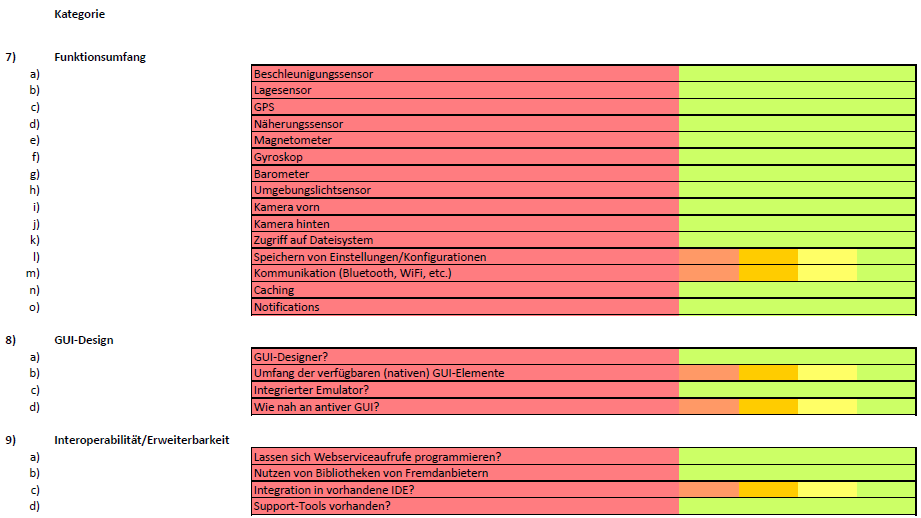 Kategorie
7) Funktionsumfang
a) Beschleunigungssensor
b) Lagesensor
c) GPS
d) Näherungssensor
e) Magnetometer
f) Gyroskop
g) Barometer
h) Umgebungslichtsensor
i) Kamera vorn
j) Kamera hinten
k) Zugriff auf Dateisystem
l) Speichern von Einstellungen/Konfigurationen
m) Kommunikation (Bluetooth, WiFi, etc.)
n) Caching
o) Notifications
8) GUI-Design
a) GUI-Designer?
b) Umfang der verfügbaren (nativen) GUI-Elemente
c) Integrierter Emulator?
d) Wie nah an antiver GUI?
9) Interoperabilität/Erweiterbarkeit
a) Lassen sich Webserviceaufrufe programmieren?
b) Nutzen von Bibliotheken von Fremdanbietern
c) Integration in vorhandene IDE?
d) Support-Tools vorhanden?